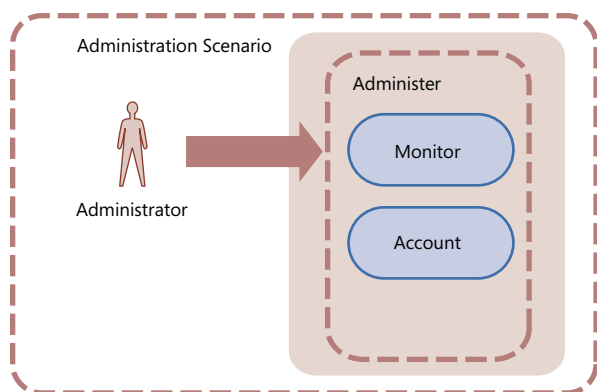 Administration Scenario
Administer
Monitor
Administrator
Account